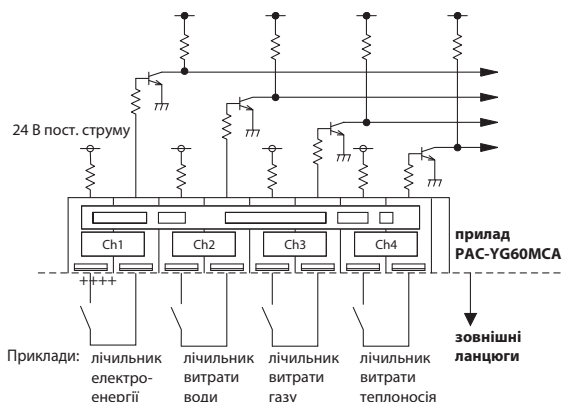 24 В пост. струму
Ch1
Ch2
Ch3
Ch4
прилад
PAC-YG60MCA
++++
зовнішні
ланцюги
Приклади:
лічильник
електро-
енергії
лічильник
витрати
води
лічильник
витрати
газу
лічильник
витрати
теплоносія